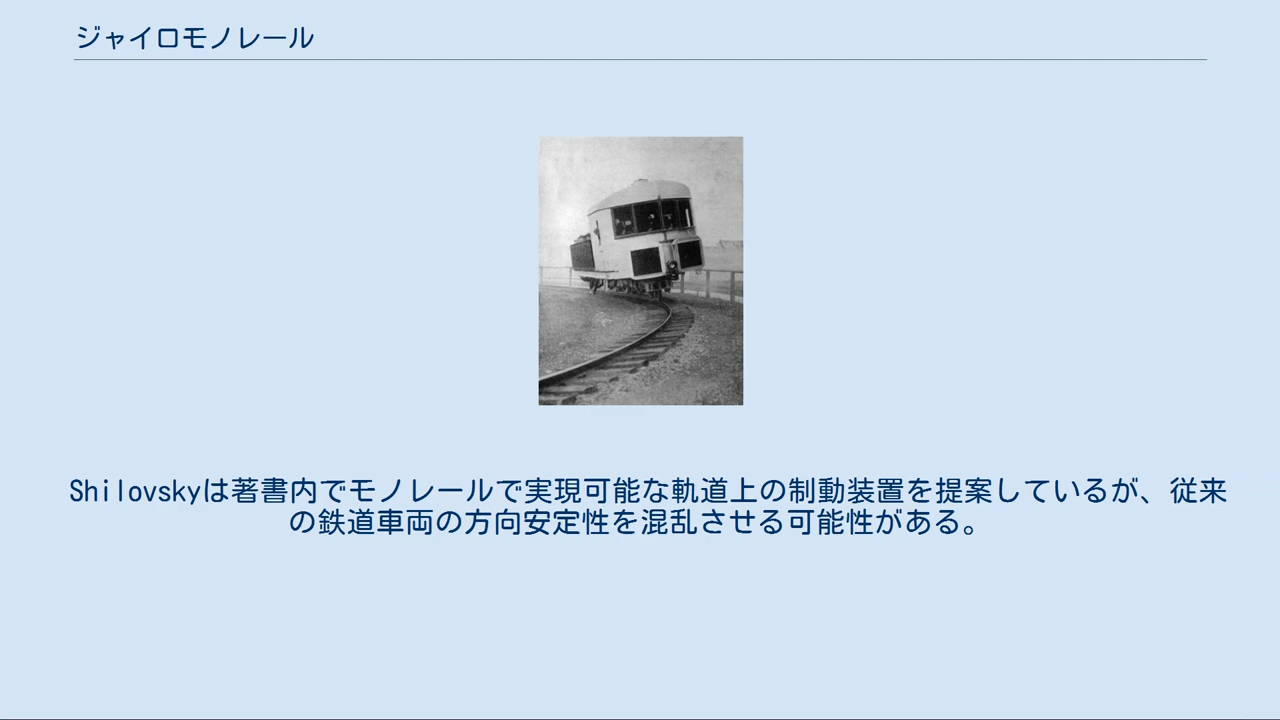 ジャイロモノレール
Shilovskyは著書内でモノレールで実現可能な軌道上の制動装置を提案しているが、従来
の鉄道車両の方向安定性を混乱させる可能性がある。